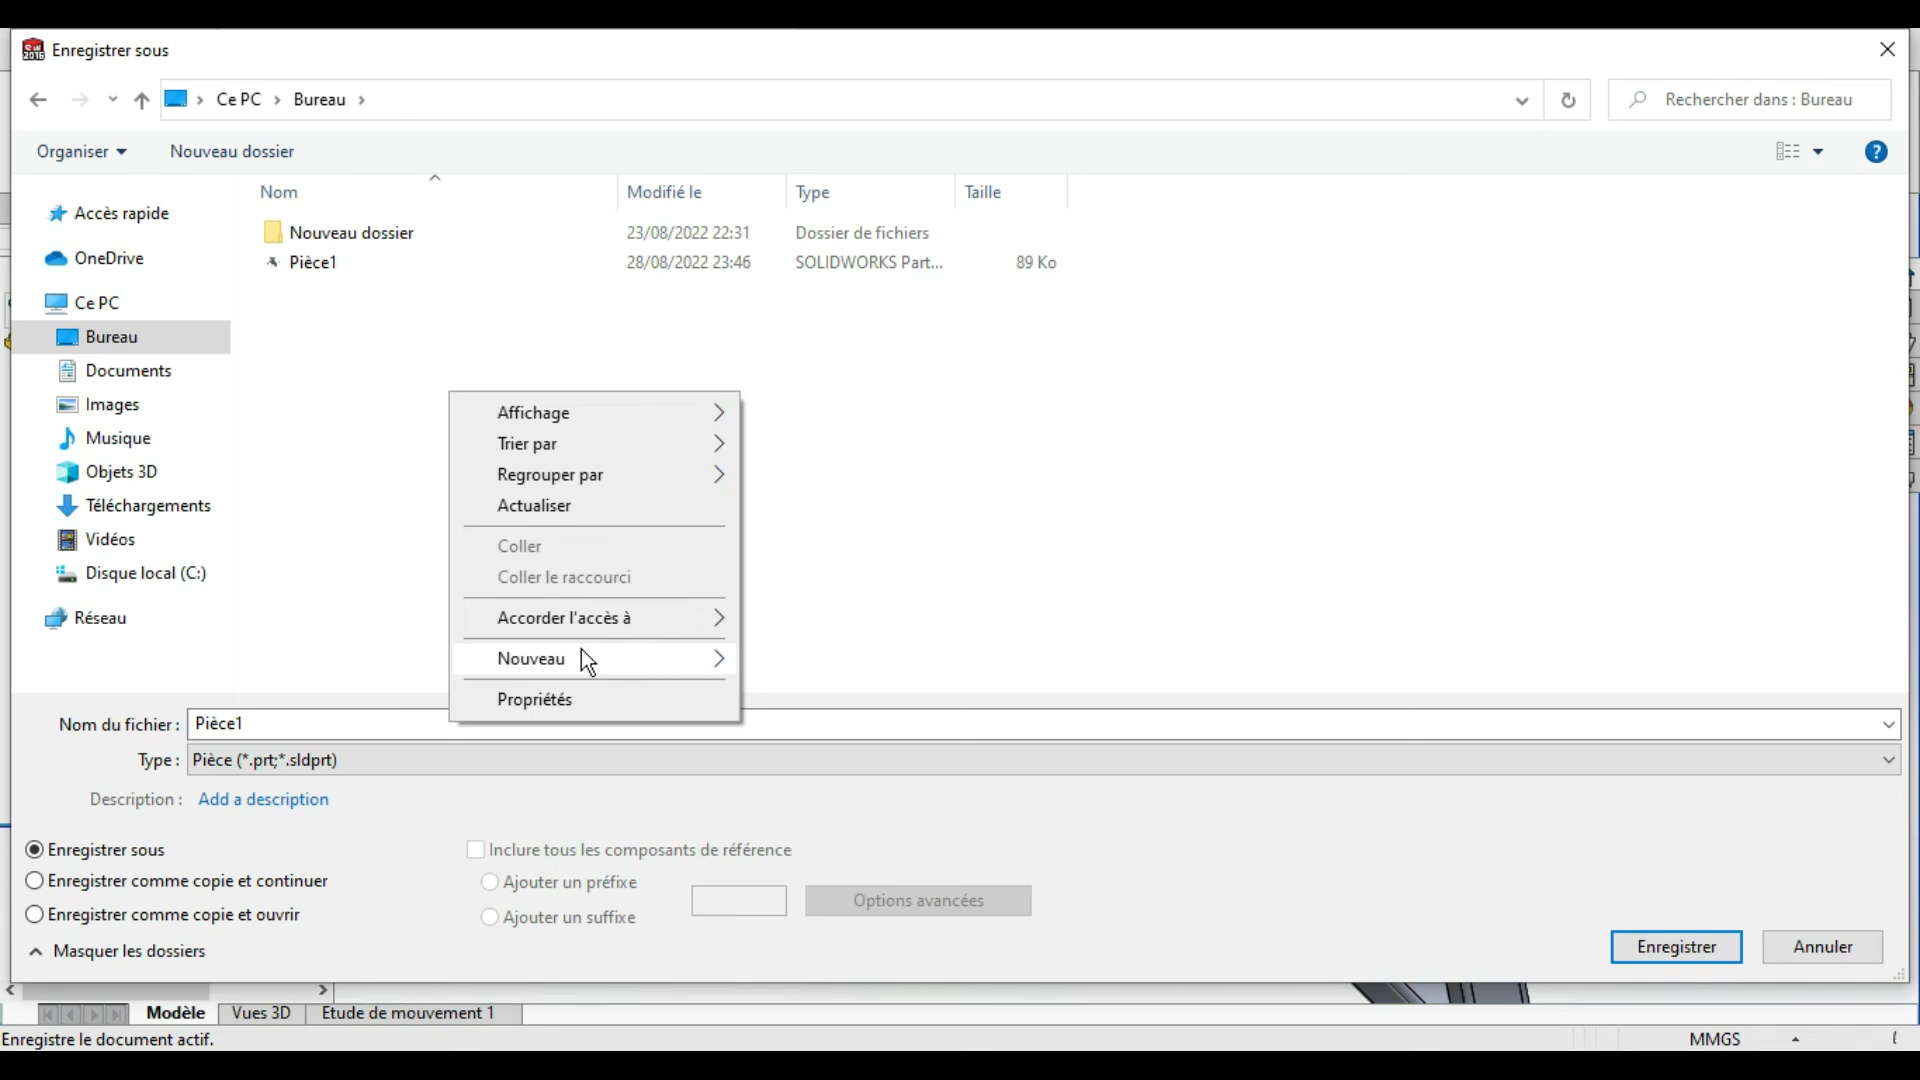 Enregistrer sous
Ce PC Bureau
Rechercher dans : Bureau
Organiser Nouveau dossier
Nom Modifié le Type Taille
Nouveau dossier 23/08/2022 22:31 Dossier de fichiers
Pièce1 28/08/2022 23:46 SOLIDWORKS Part... 89 Ko
Accès rapide
OneDrive
Ce PC
Bureau
Documents
Images
Musique
Objets 3D
Téléchargements
Vidéos
Disque local (C:)
Réseau
Affichage
Trier par
Regrouper par
Actualiser
Coller
Coller le raccourci
Accorder l'accès à
Nouveau
Propriétés
Nom du fichier : Pièce1
Type : Pièce (*.prt;*.sldprt)
Description : Add a description
Enregistrer sous
Enregistrer comme copie et continuer
Enregistrer comme copie et ouvrir
Inclure tous les composants de référence
Ajouter un préfixe
Ajouter un suffixe
Options avancées
Masquer les dossiers
Enregistrer Annuler
Modèle Vues 3D Etude de mouvement 1
Enregistre le document actif.
MMGS